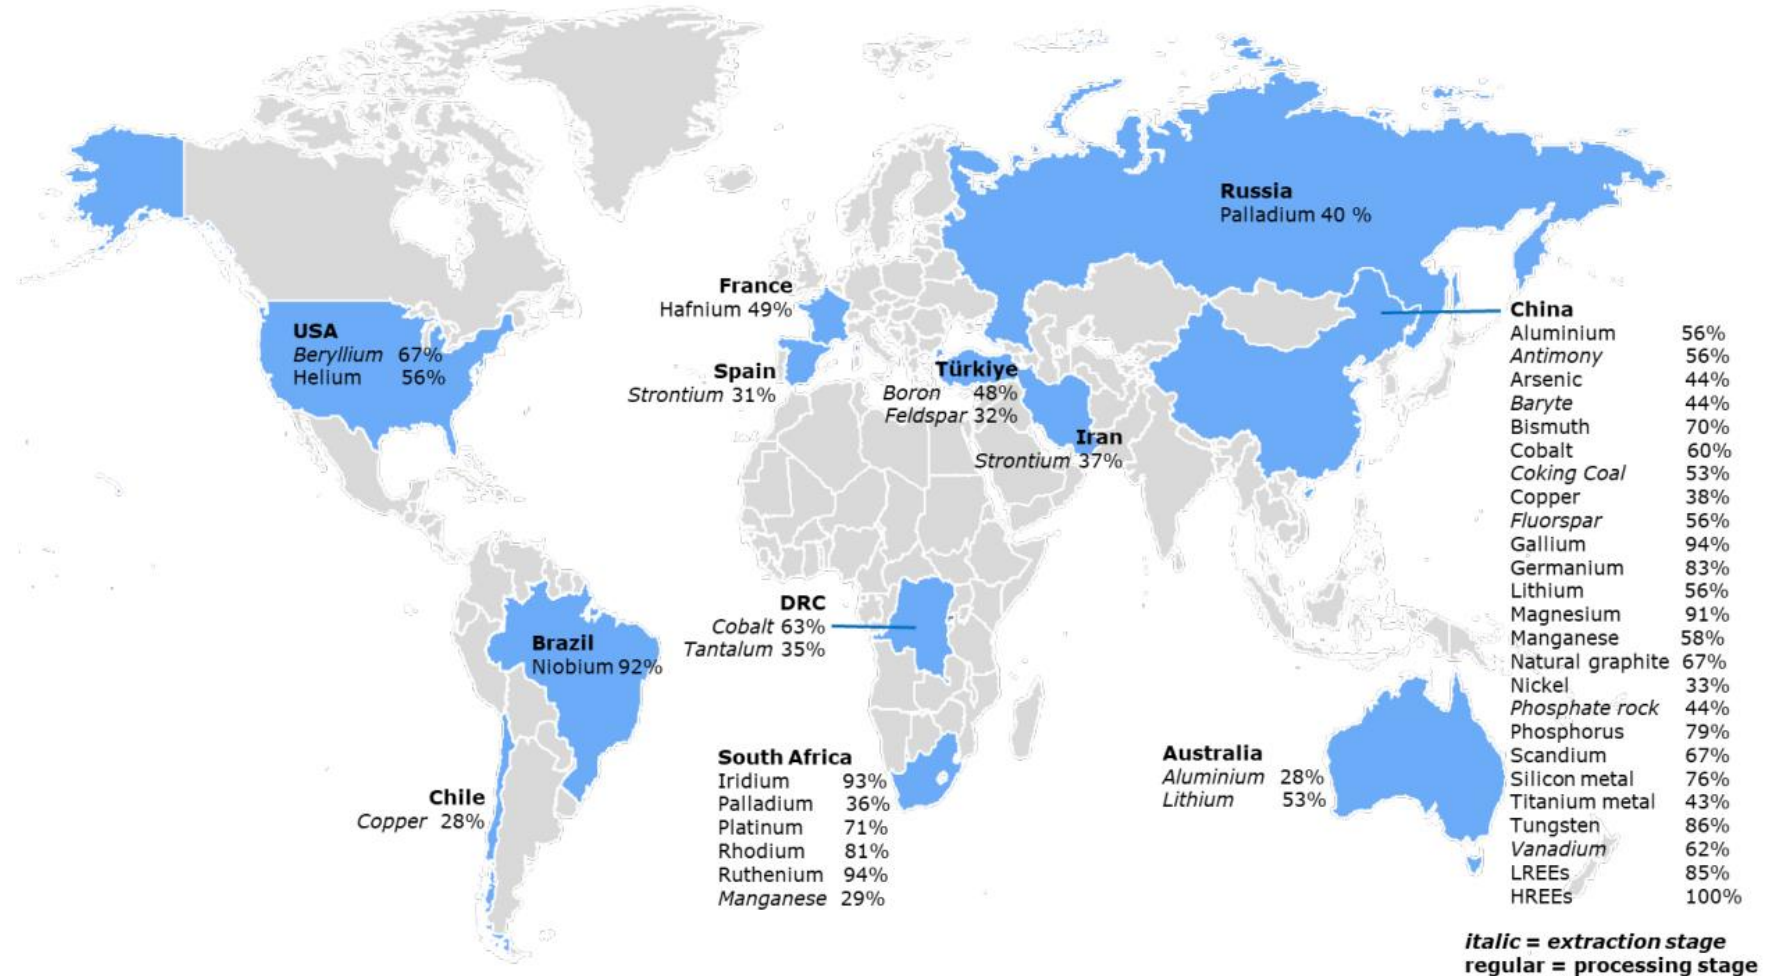 Russia
Palladium 40 %
France
Hafnium 49%
USA
Beryllium 67%
Helium 56%
Spain
Strontium 31%
Türkiye
Boron 48%
Feldspar 32%
Iran
Strontium 37%
China
Aluminium 56%
Antimony 56%
Arsenic 44%
Baryte 44%
Bismuth 70%
Cobalt 60%
Coking Coal 53%
Copper 38%
Fluorspar 56%
Gallium 94%
Germanium 83%
Lithium 56%
Magnesium 91%
Manganese 58%
Natural graphite 67%
Nickel 33%
Phosphate rock 44%
Phosphorus 79%
Scandium 67%
Silicon metal 76%
Titanium metal 43%
Tungsten 86%
Vanadium 62%
LREEs 85%
HREEs 100%
DRC
Cobalt 63%
Tantalum 35%
Brazil
Niobium 92%
South Africa
Iridium 93%
Palladium 36%
Platinum 71%
Rhodium 81%
Ruthenium 94%
Manganese 29%
Australia
Aluminium 28%
Lithium 53%
Chile
Copper 28%
italic = extraction stage
regular = processing stage